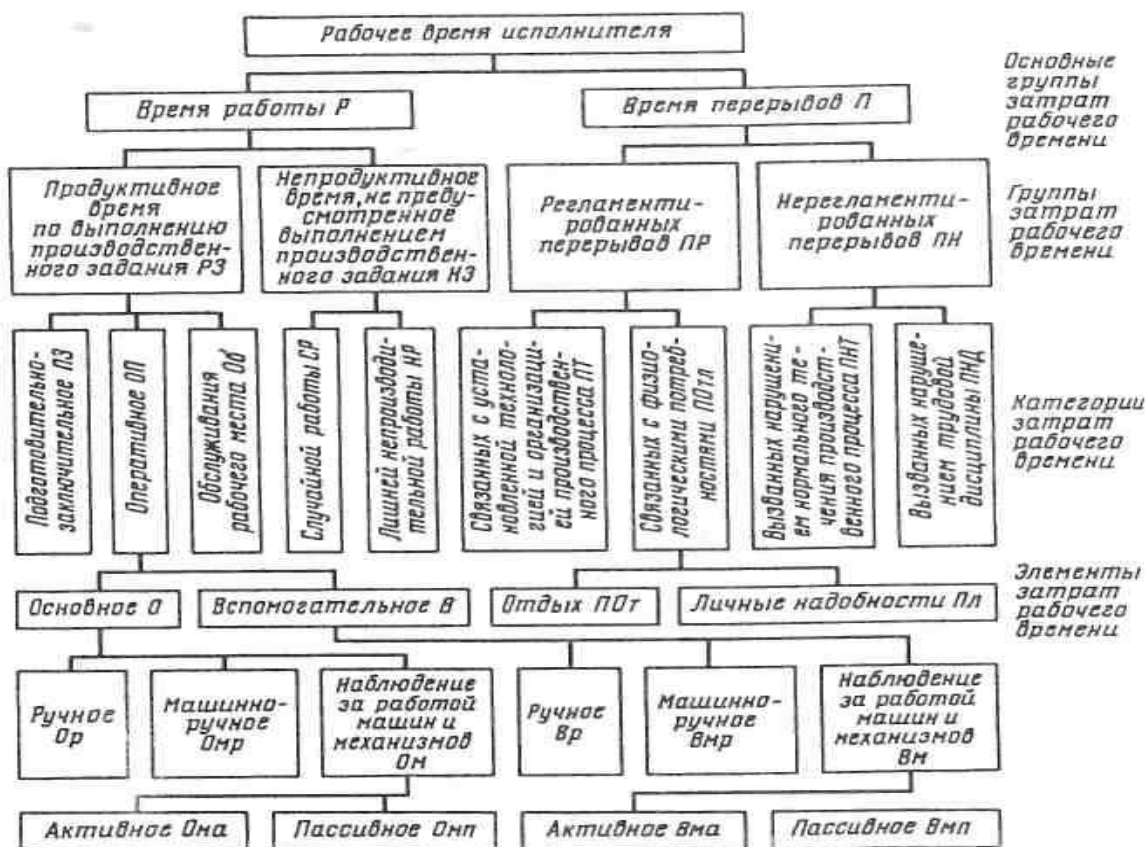 Рабочее время исполнителя
Основные
группы
затрат
рабочего
времени
Время работы Р
Время перерывов П
Продуктивное
время
по выполнению
производствен-
ного задания РЗ
Непродуктивное
время, не преду-
смотренное
выполнением
производствен-
ного задания НЗ
Регламенти-
рованных
перерывов ПР
Нерегламенти-
рованных
перерывов ПН
Группы
затрат
рабочего
времени
Подготовительно-
заключительное ПЗ
Оперативное ОП
Обслуживания
рабочего места Об
Случайной работы СР
Лишней непроизводи-
тельной работы НР
Связанных с уста-
новленной техноло-
гией и организаци-
ей производствен-
ного процесса ПТ
Связанных с физио-
логическими потреб-
ностями ПОтл
Вызванных нарушени-
ем нормального те-
чения производст-
венного процесса ПНТ
Вызванных наруше-
нием трудовой
дисциплины ПНД
Категории
затрат
рабочего
времени
Основное О
Вспомогательное В
Отдых ПОт
Личные надобности Пл
Элементы
затрат
рабочего
времени
Ручное
Ор
Машинно-
ручное
Омр
Наблюдение
за работой
машин и
механизмов
Ом
Ручное
Вр
Машинно-
ручное
Вмр
Наблюдение
за работой
машин и
механизмов
Вм
Активное Ома
Пассивное Омп
Активное Вма
Пассивное Вмп